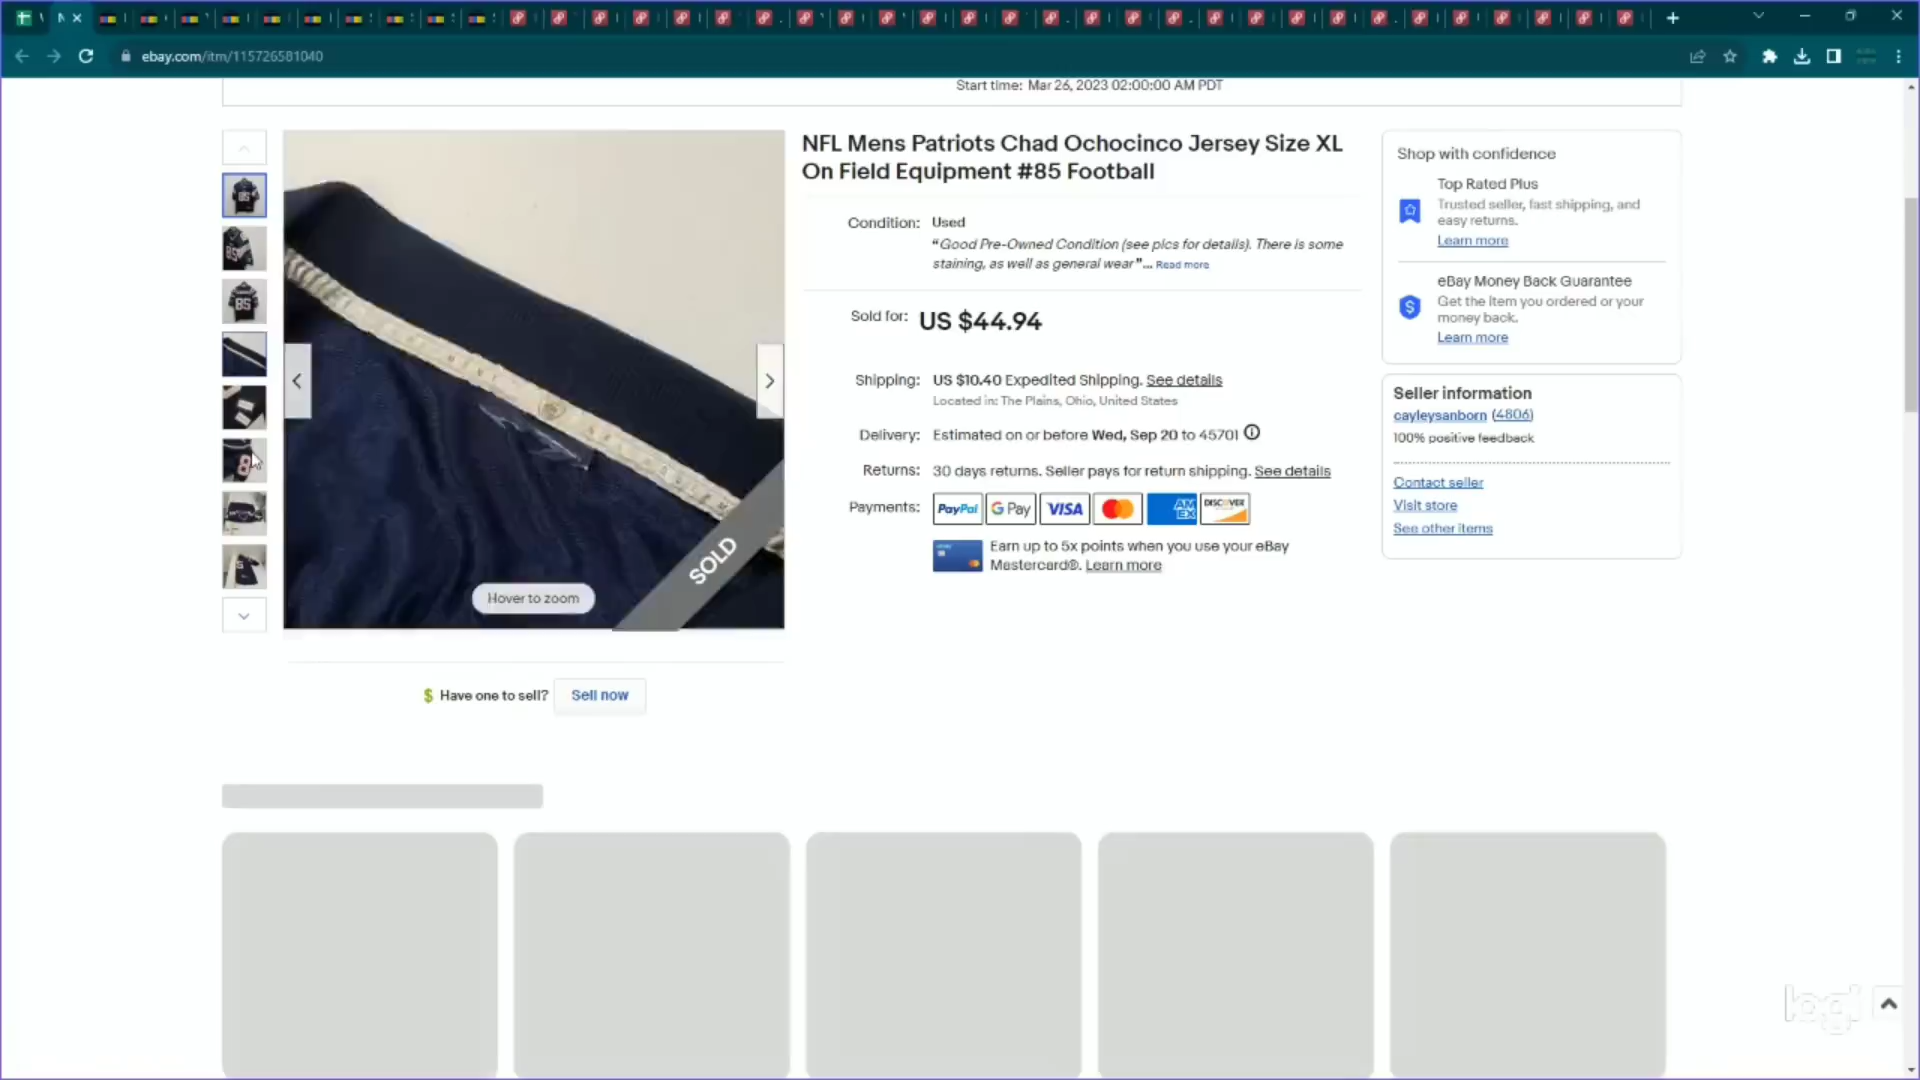 ebay.com/itm/115726581040
Start time: Mar 26, 2023 02:00:00 AM PDT
NFL Mens Patriots Chad Ochocinco Jersey Size XL
On Field Equipment #85 Football
Condition: Used
“Good Pre-Owned Condition (see pics for details). There is some
staining, as well as general wear”... Read more
Sold for: US $44.94
Shipping: US $10.40 Expedited Shipping. See details
Located in: The Plains, Ohio, United States
Delivery: Estimated on or before Wed, Sep 20 to 45701
Returns: 30 days returns. Seller pays for return shipping. See details
Payments: PayPal G Pay VISA AM EX DISCOVER
Earn up to 5x points when you use your eBay
Mastercard®. Learn more
SOLD
Hover to zoom
Have one to sell? Sell now
Shop with confidence
Top Rated Plus
Trusted seller, fast shipping, and
easy returns.
Learn more
eBay Money Back Guarantee
Get the item you ordered or your
money back.
Learn more
Seller information
cayleysanborn (4806)
100% positive feedback
Contact seller
Visit store
See other items
logi